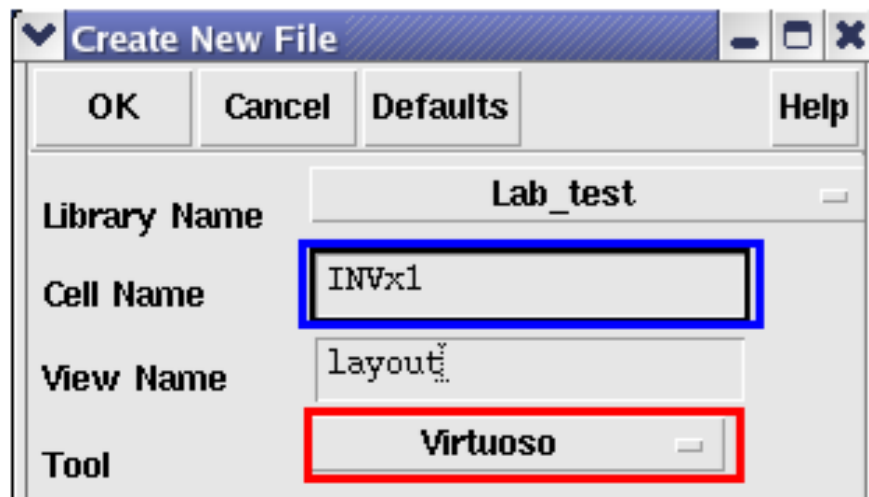 Create New File
OK Cancel Defaults Help
Library Name Lab_test
Cell Name INVx1
View Name layout
Tool Virtuoso